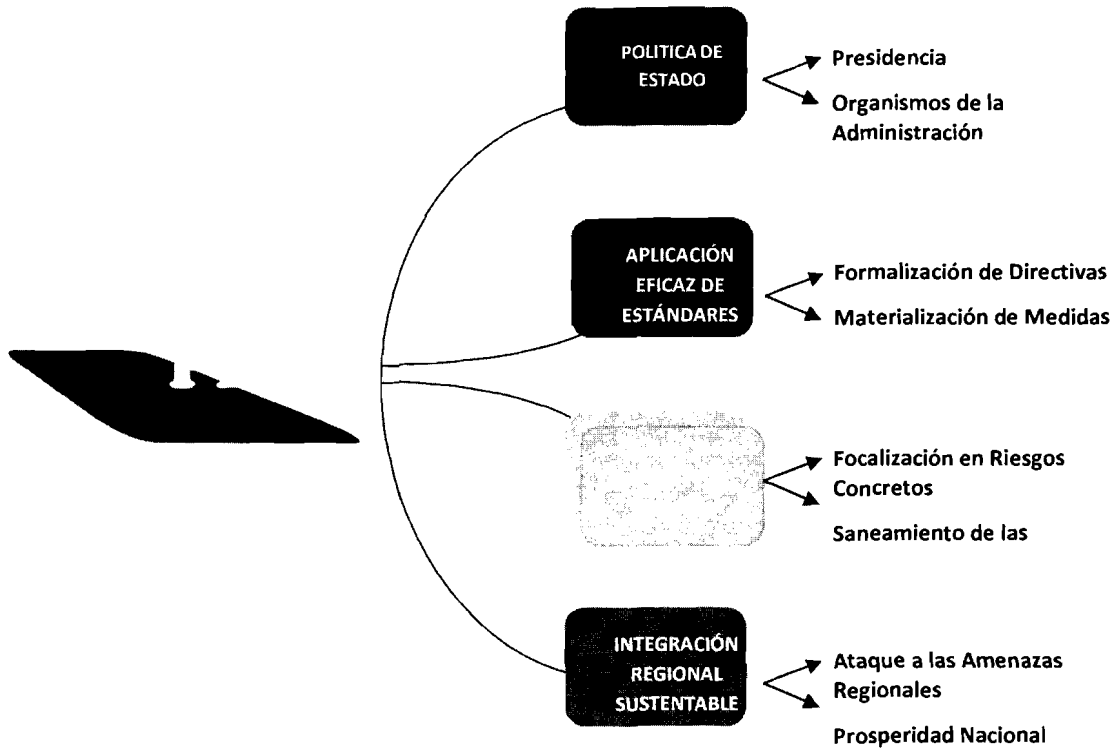 POLITICA DE
ESTADO
Presidencia
Organismos de la
Administración
APLICACIÓN
EFICAZ DE
ESTÁNDARES
Formalización de Directivas
Materialización de Medidas
Focalización en Riesgos
Concretos
Saneamiento de las
INTEGRACIÓN
REGIONAL
SUSTENTABLE
Ataque a las Amenazas
Regionales
Prosperidad Nacional